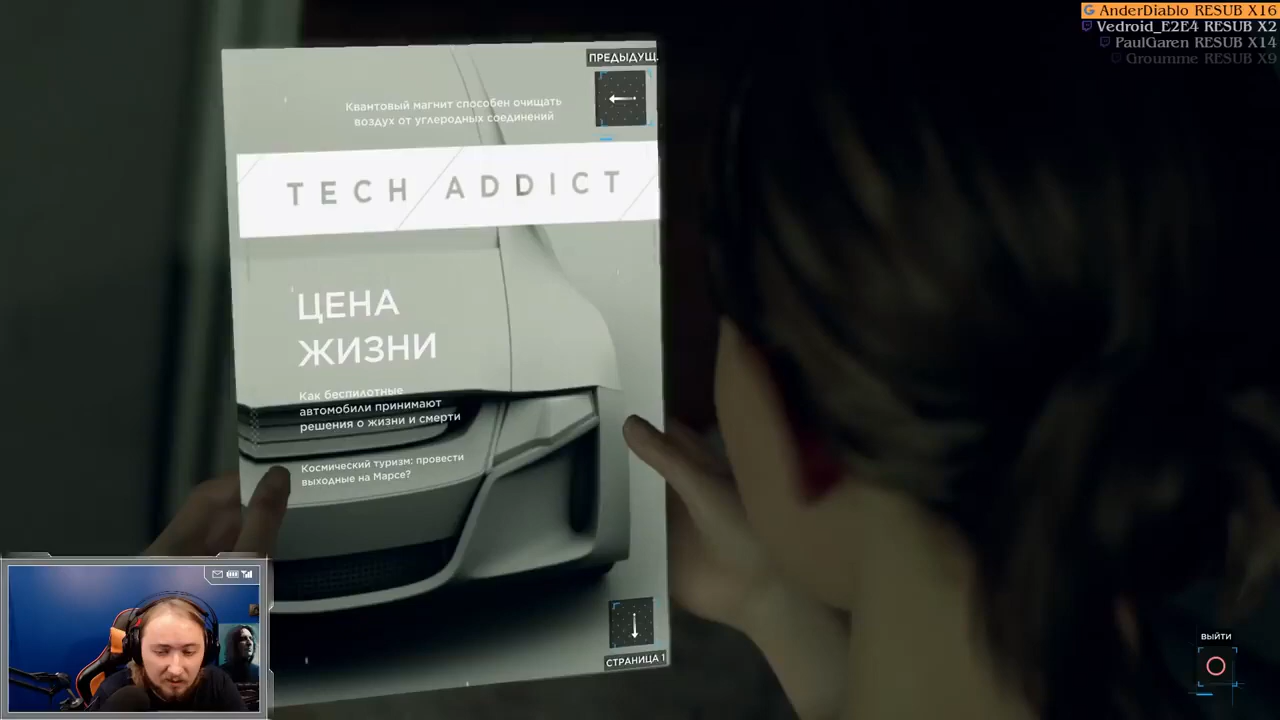 AnderDiablo RESUB X16
Vedroid_E2E4 RESUB X2
PaulGaren RESUB X14
Groumme RESUB X9
ПРЕДЫДУЩ.
Квантовый магнит способен очищать
воздух от углеродных соединений
TECH ADDICT
ЦЕНА
ЖИЗНИ
Как беспилотные
автомобили принимают
решения о жизни и смерти
Космический туризм: провести
выходные на Марсе?
СТРАНИЦА 1
ВЫЙТИ